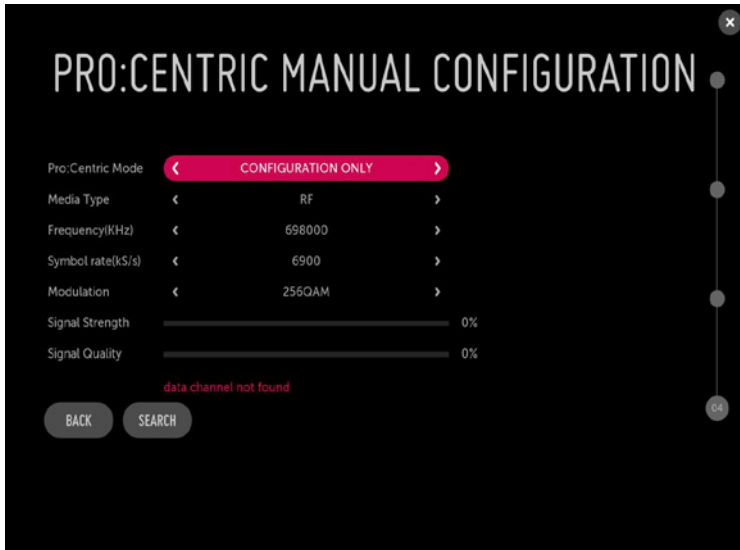 PRO:CENTRIC MANUAL CONFIGURATION
Pro:Centric Mode CONFIGURATION ONLY
Media Type RF
Frequency(KHz) 698000
Symbol rate(kS/s) 6900
Modulation 256QAM
Signal Strength 0%
Signal Quality 0%
data channel not found
04
BACK SEARCH